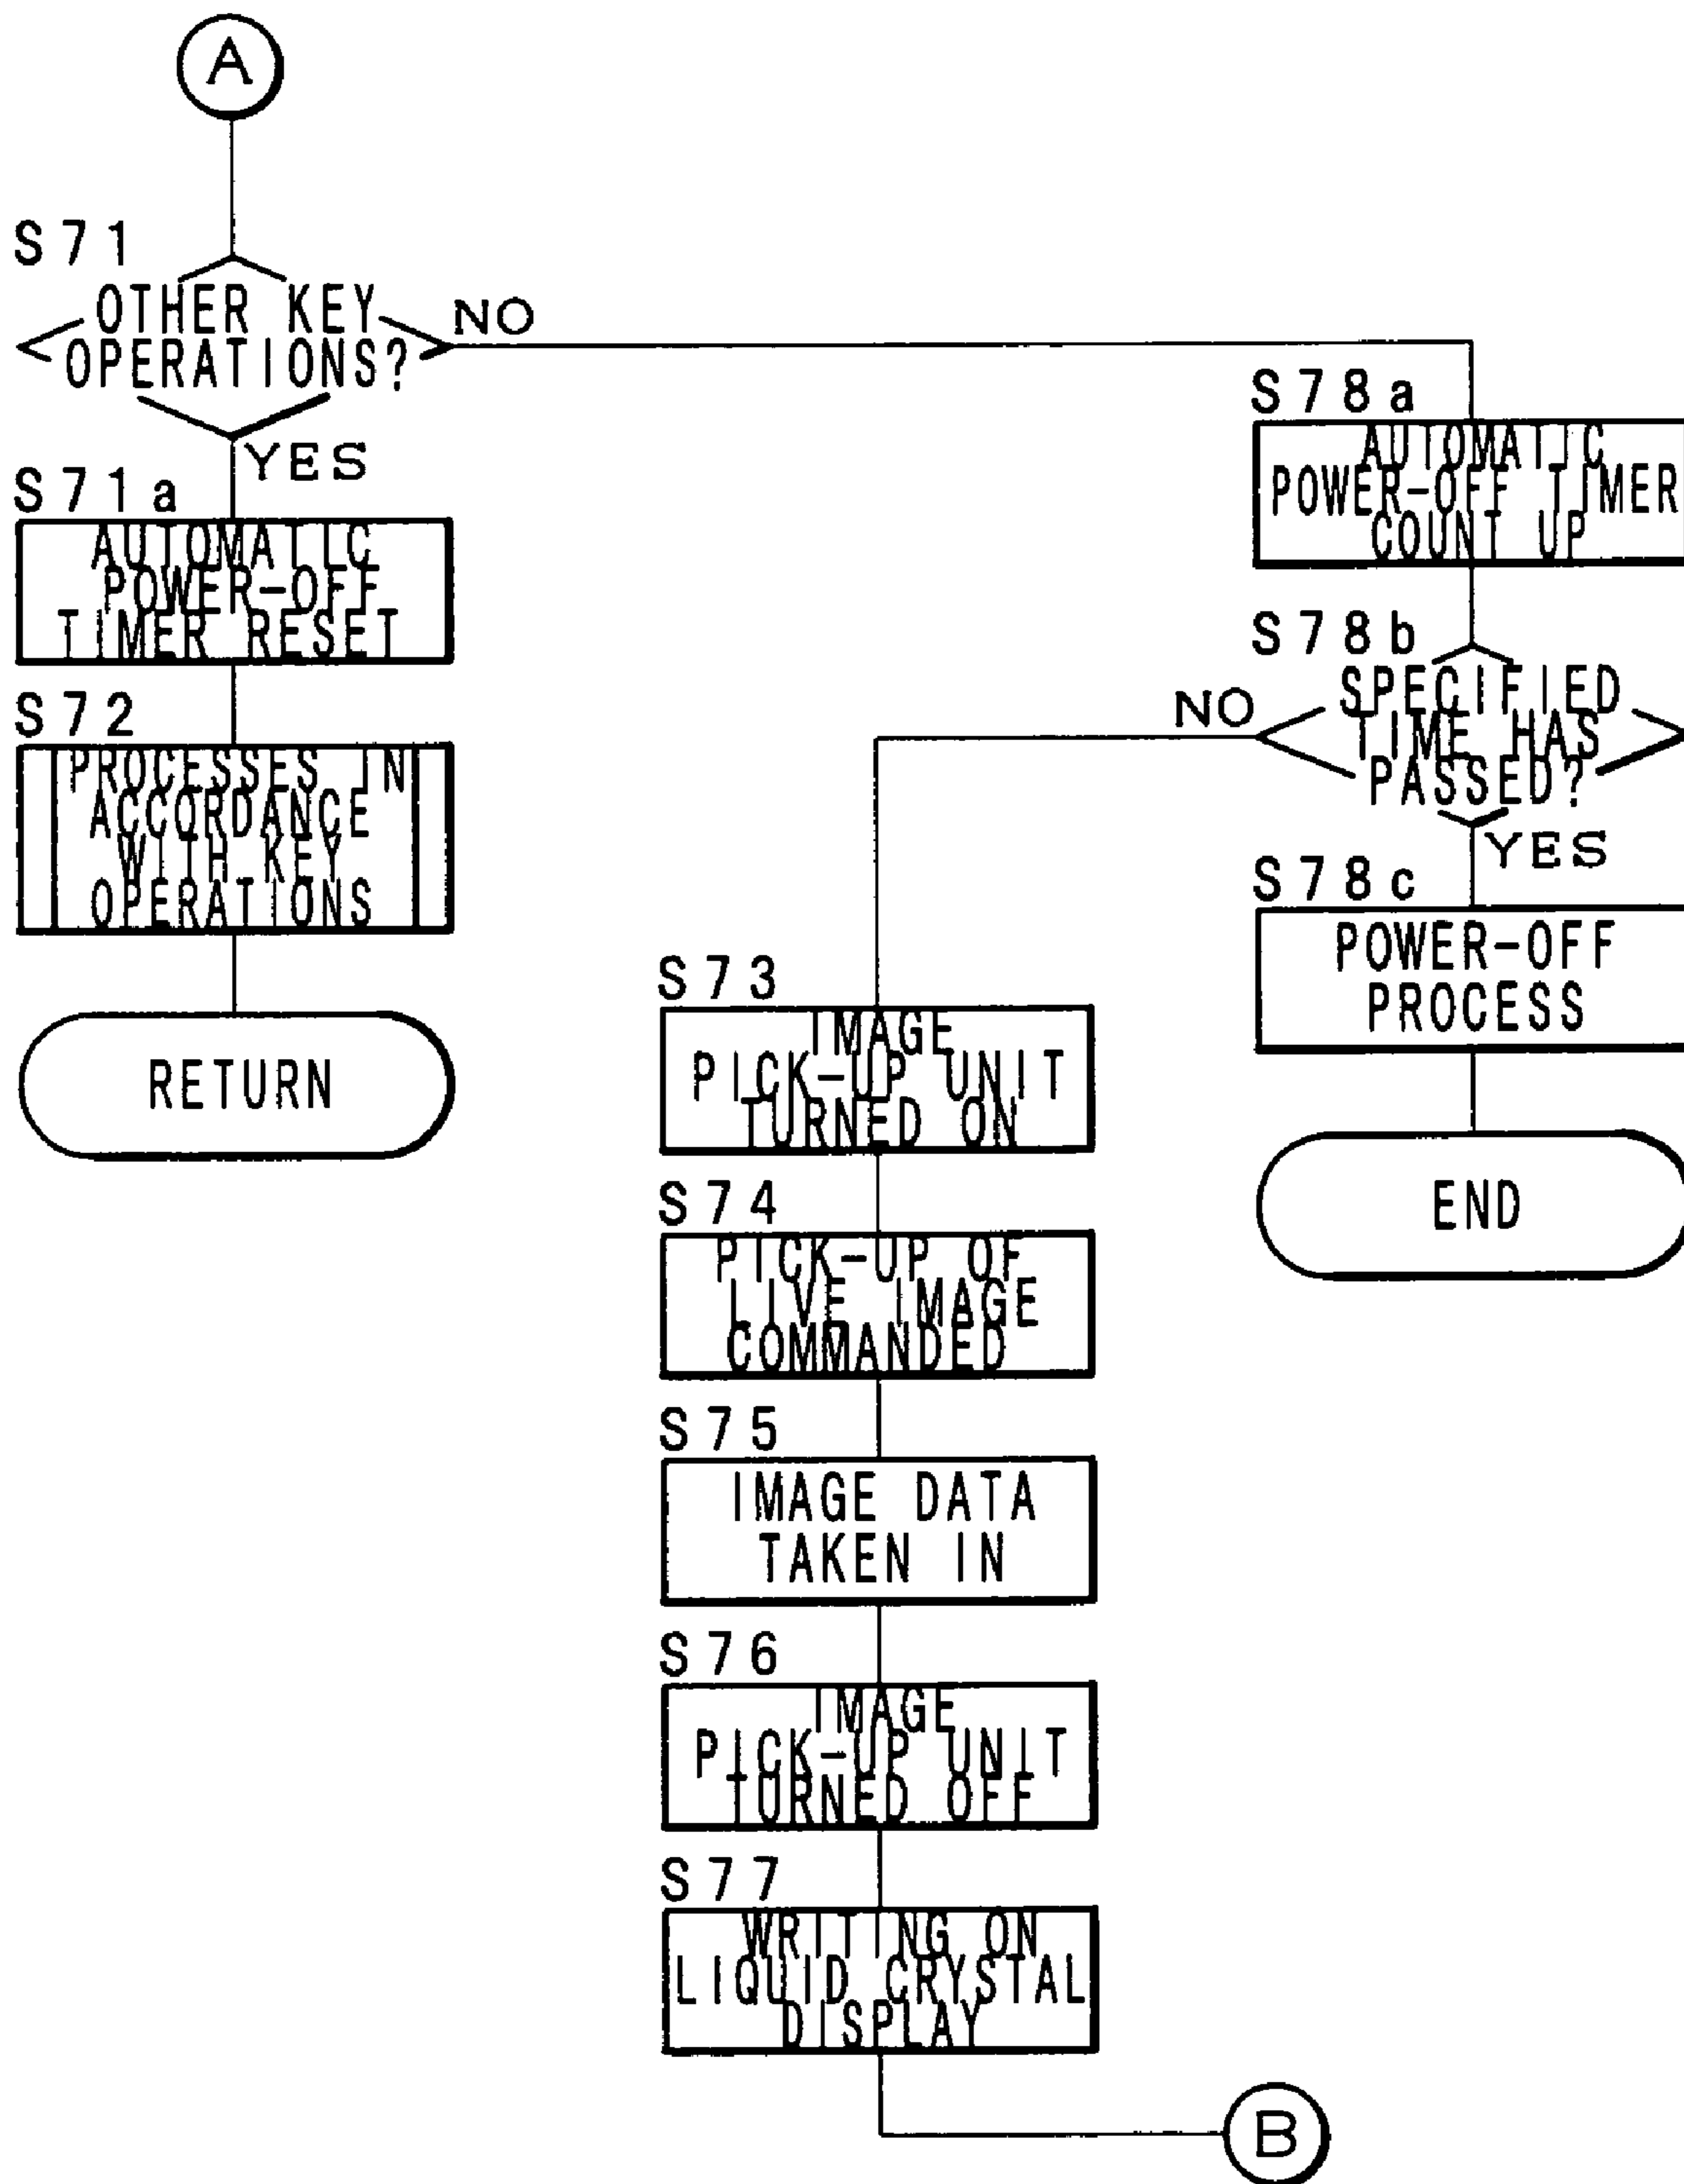 A
S71
OTHER KEY
OPERATIONS?
NO
YES
S71a
AUTOMATIC
POWER-OFF
TIMER RESET
S72
PROCESSES IN
ACCORDANCE
WITH KEY
OPERATIONS
RETURN
S78a
AUTOMATIC
POWER-OFF TIMER
COUNT UP
S78b
SPECIFIED
TIME HAS
PASSED?
NO
YES
S78c
POWER-OFF
PROCESS
END
S73
IMAGE
PICK-UP UNIT
TURNED ON
S74
PICK-UP OF
LIVE IMAGE
COMMANDED
S75
IMAGE DATA
TAKEN IN
S76
IMAGE
PICK-UP UNIT
TURNED OFF
S77
WRITING ON
LIQUID CRYSTAL
DISPLAY
B